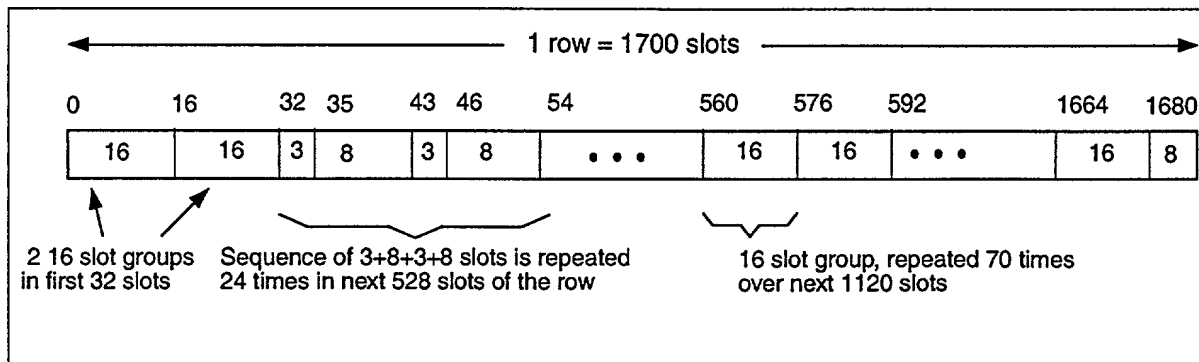 1 row = 1700 slots
0 16 32 35 43 46 54 560 576 592 1664 1680
16 16 3 8 3 8 • • • 16 16 • • • 16 8
2 16 slot groups
in first 32 slots
Sequence of 3+8+3+8 slots is repeated
24 times in next 528 slots of the row
16 slot group, repeated 70 times
over next 1120 slots